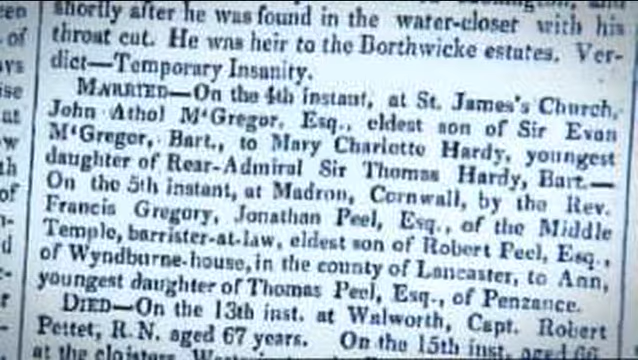 shortly after he was found in the water-closet with his
throat cut. He was heir to the Borthwicke estates. Ver-
dict—Temporary Insanity.
MARRIED—On the 4th instant, at St. James's Church,
John Athol M'Gregor, Esq., eldest son of Sir Evan
M'Gregor, Bart., to Mary Charlotte Hardy, youngest
daughter of Rear-Admiral Sir Thomas Hardy, Bart.—
On the 5th instant, at Madron, Cornwall, by the Rev.
Francis Gregory, Jonathan Peel, Esq., of the Middle
Temple, barrister-at-law, eldest son of Robert Peel, Esq.,
of Wyndburne-house, in the county of Lancaster, to Ann,
youngest daughter of Thomas Peel, Esq., of Penzance.
DIED—On the 13th inst. at Walworth, Capt. Robert
Pettet, R.N. aged 67 years. On the 15th inst. aged 66
at the cloisters,